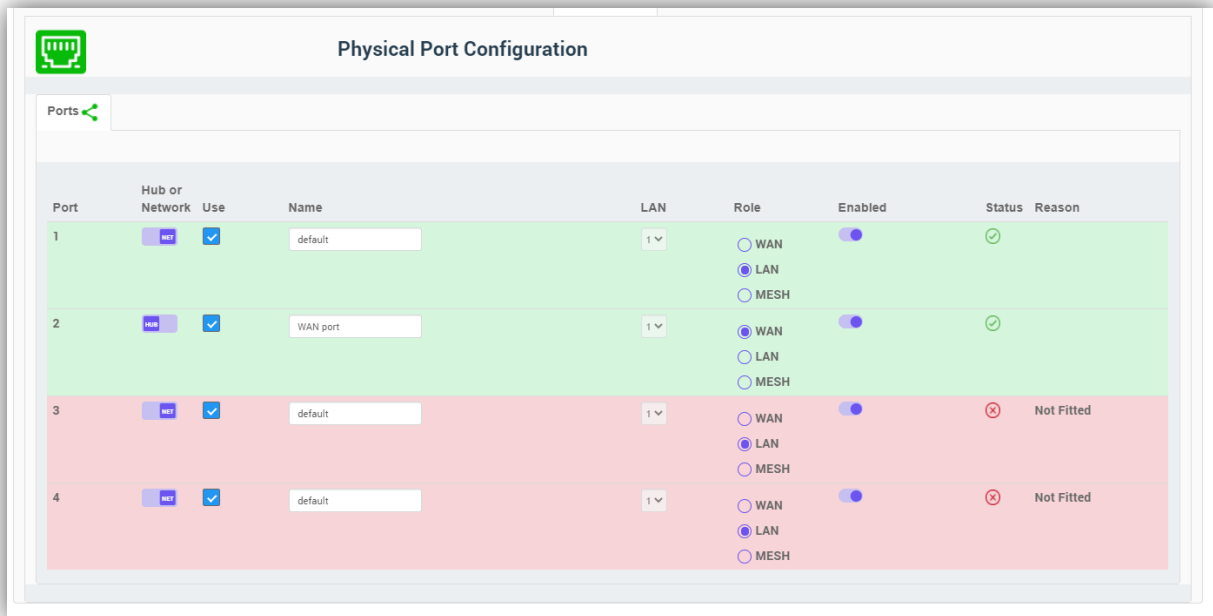 Physical Port Configuration
Ports
Port Hub or Network Use Name LAN Role Enabled Status Reason
1 NET default 1 WAN
LAN
MESH
2 HUB WAN port 1 WAN
LAN
MESH
3 NET default 1 WAN Not Fitted
LAN
MESH
4 NET default 1 WAN Not Fitted
LAN
MESH